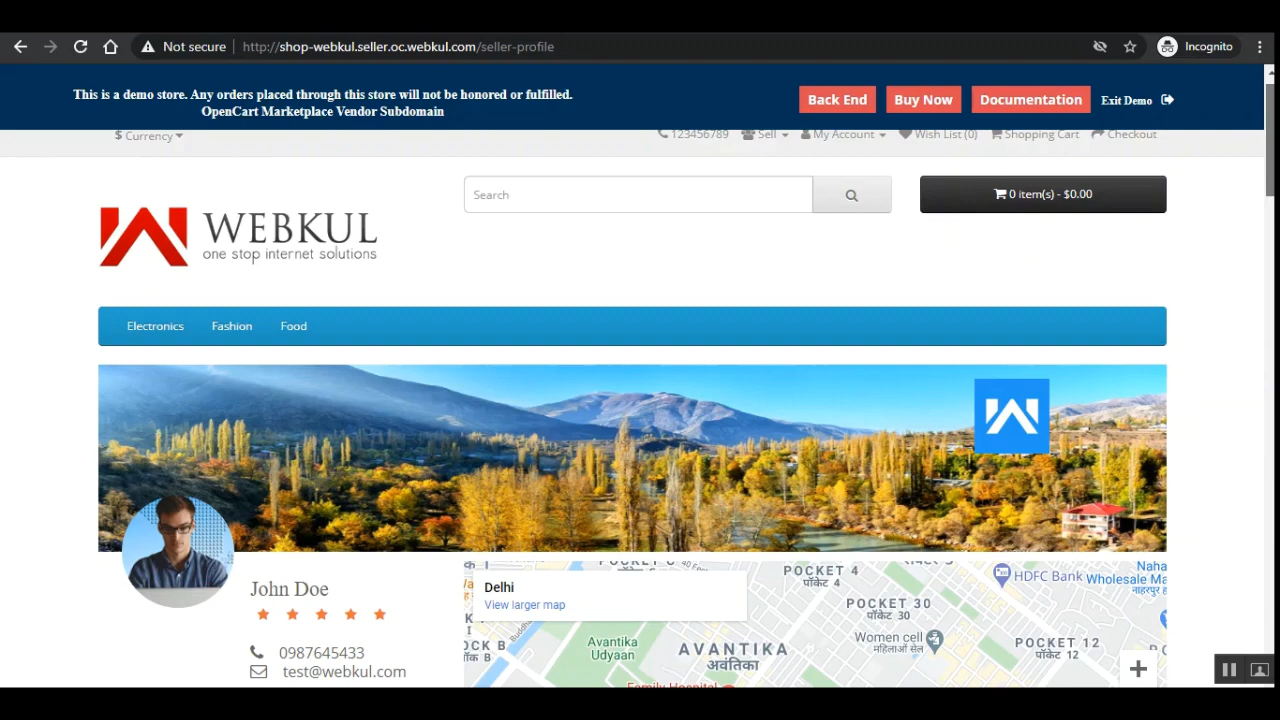 Not secure
http://shop-webkul.seller.oc.webkul.com/seller-profile
Incognito
This is a demo store. Any orders placed through this store will not be honored or fulfilled.
OpenCart Marketplace Vendor Subdomain
Back End
Buy Now
Documentation
Exit Demo
$ Currency
123456789
Sell
My Account
Wish List (0)
Shopping Cart
Checkout
WEBKUL
one stop internet solutions
Search
0 item(s) - $0.00
Electronics
Fashion
Food
John Doe
0987645433
test@webkul.com
Delhi
View larger map
POCKET 4
पॉकेट 4
HDFC Bank
Wholesale
POCKET 30
पॉकेट 30
Women cell
महिला सेल
POCKET 12
पॉकेट 12
Avantika
Udyaan
AVANTIKA
अवंतिका
Family Hospital